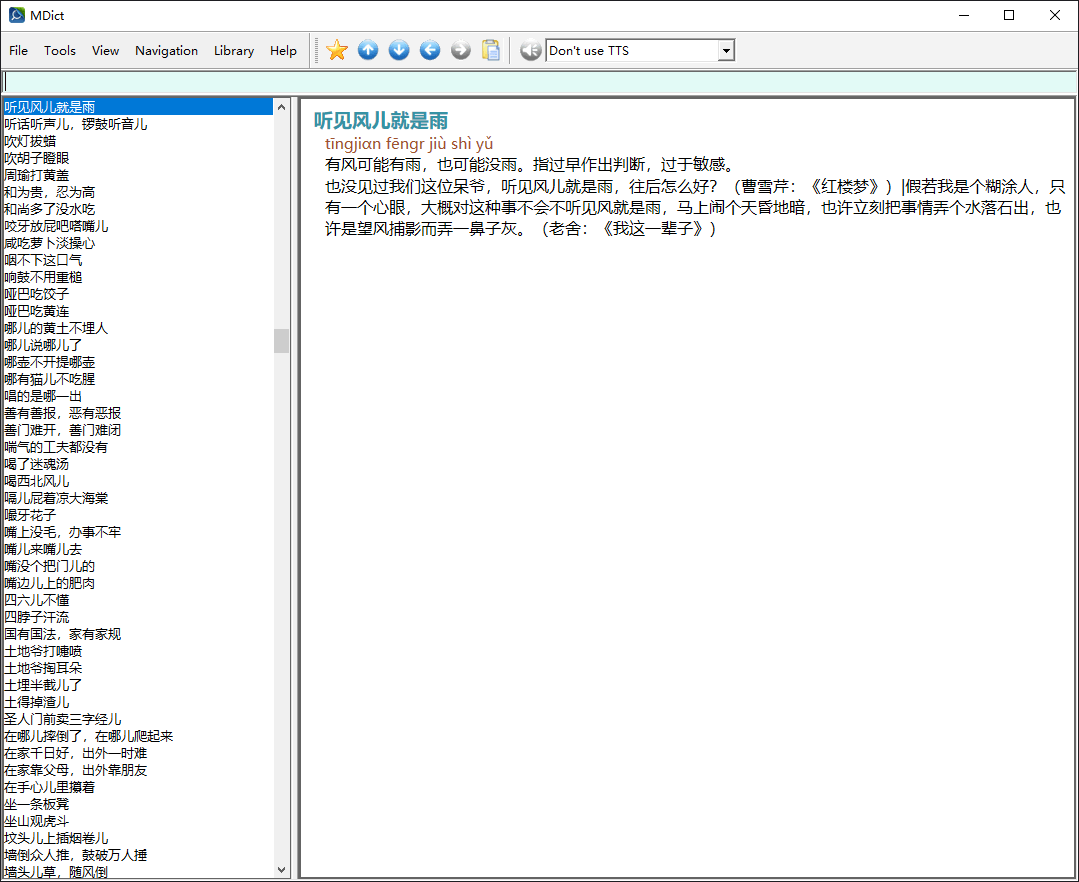 MDict
File Tools View Navigation Library Help Don't use TTS
听见风儿就是雨
听话听声儿，锣鼓听音儿
吹灯拔蜡
吹胡子瞪眼
周瑜打黄盖
和为贵，忍为高
和尚多了没水吃
咬牙放屁吧嗒嘴儿
咸吃萝卜淡操心
咽不下这口气
响鼓不用重槌
哑巴吃饺子
哑巴吃黄连
哪儿的黄土不埋人
哪儿说哪儿了
哪壶不开提哪壶
哪有猫儿不吃腥
唱的是哪一出
善有善报，恶有恶报
善门难开，善门难闭
喘气的工夫都没有
喝了迷魂汤
喝西北风儿
嗝儿屁着凉大海棠
嘬牙花子
嘴上没毛，办事不牢
嘴儿来嘴儿去
嘴没个把门儿的
嘴边儿上的肥肉
四六儿不懂
四脖子汗流
国有国法，家有家规
土地爷打嚏喷
土地爷掏耳朵
土埋半截儿了
土得掉渣儿
圣人门前卖三字经儿
在哪儿摔倒了，在哪儿爬起来
在家千日好，出外一时难
在家靠父母，出外靠朋友
在手心儿里攥着
坐一条板凳
坐山观虎斗
坟头儿上插烟卷儿
墙倒众人推，鼓破万人捶
墙头儿草，随风倒
听见风儿就是雨
tīngjiɑn fēngr jiù shì yǔ
有风可能有雨，也可能没雨。指过早作出判断，过于敏感。
也没见过我们这位呆爷，听见风儿就是雨，往后怎么好？（曹雪芹：《红楼梦》）|假若我是个糊涂人，只
有一个心眼，大概对这种事不会不听见风就是雨，马上闹个天昏地暗，也许立刻把事情弄个水落石出，也
许是望风捕影而弄一鼻子灰。（老舍：《我这一辈子》）